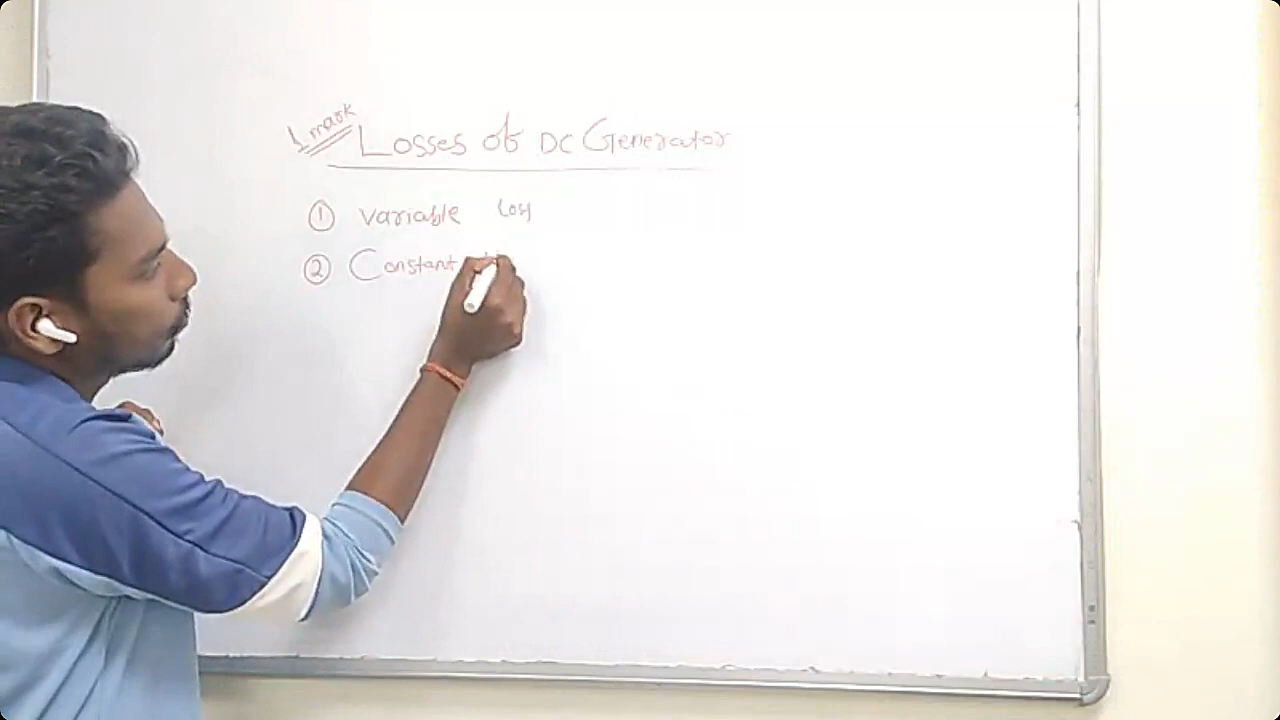 1 mark Losses of DC Generator
① Variable Loss
② Constant